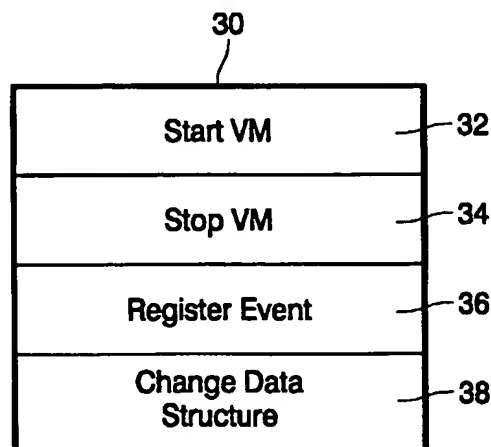 30
Start VM
32
Stop VM
34
Register Event
36
Change Data
Structure
38